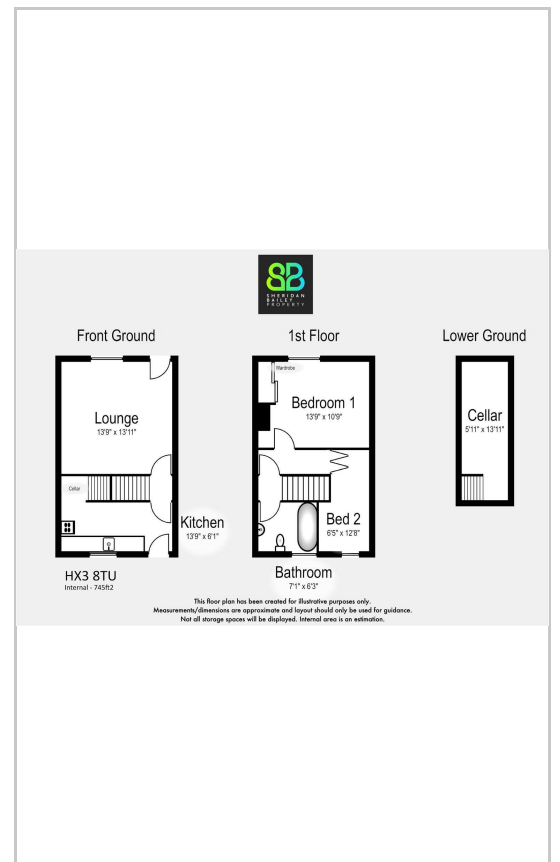 SHERIDAN
BAILEY
PROPERTY
Front Ground
1st Floor
Lower Ground
Lounge
13'9" x 13'11"
Cellar
Kitchen
13'9" x 6'1"
HX3 8TU
Internal - 745ft2
Wardrobe
Bedroom 1
13'9" x 10'9"
Bed 2
6'5" x 12'8"
Bathroom
7'1" x 6'3"
Cellar
5'11" x 13'11"
This floor plan has been created for illustrative purposes only.
Measurements/dimensions are approximate and layout should only be used for guidance.
Not all storage spaces will be displayed. Internal area is an estimation.